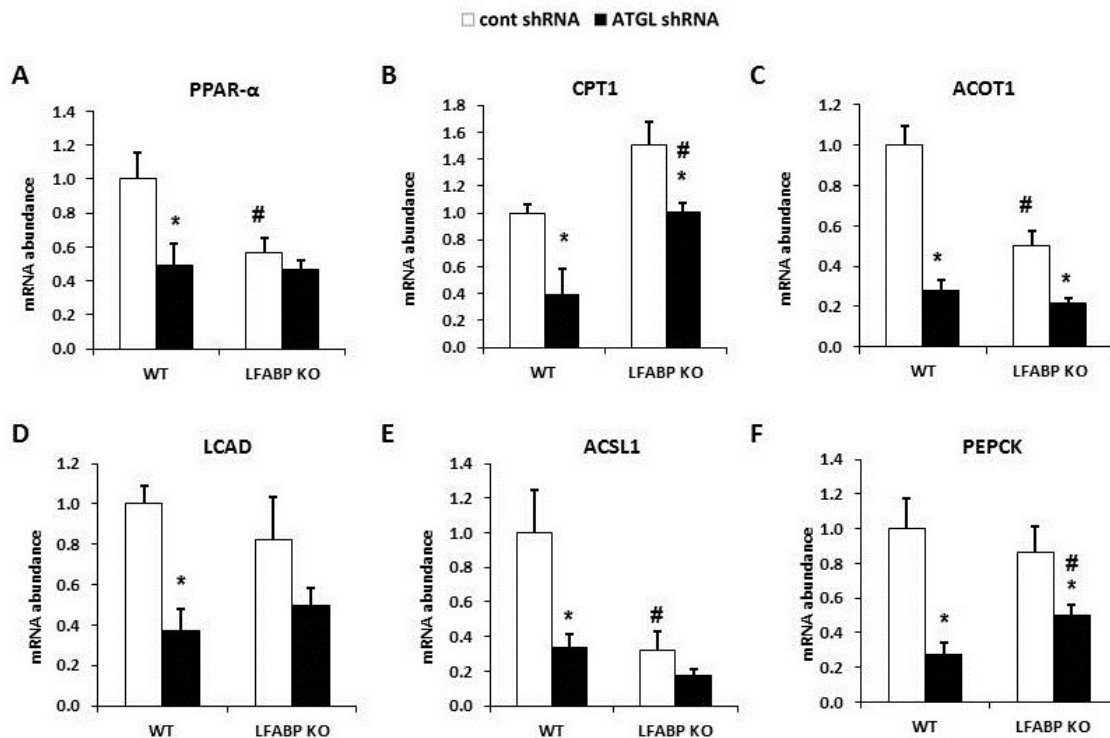 cont shRNA ATGL shRNA
A
PPAR-α
mRNA abundance
1.4
1.2
1.0
0.8
0.6
0.4
0.2
0.0
*
#
WT LFABP KO
B
CPT1
mRNA abundance
1.8
1.6
1.4
1.2
1.0
0.8
0.6
0.4
0.2
0.0
*
#
*
WT LFABP KO
C
ACOT1
mRNA abundance
1.2
1.0
0.8
0.6
0.4
0.2
0.0
*
#
*
WT LFABP KO
D
LCAD
mRNA abundance
1.2
1.0
0.8
0.6
0.4
0.2
0.0
*
WT LFABP KO
E
ACSL1
mRNA abundance
1.4
1.2
1.0
0.8
0.6
0.4
0.2
0.0
*
#
WT LFABP KO
F
PEPCK
mRNA abundance
1.4
1.2
1.0
0.8
0.6
0.4
0.2
0.0
*
#
*
WT LFABP KO